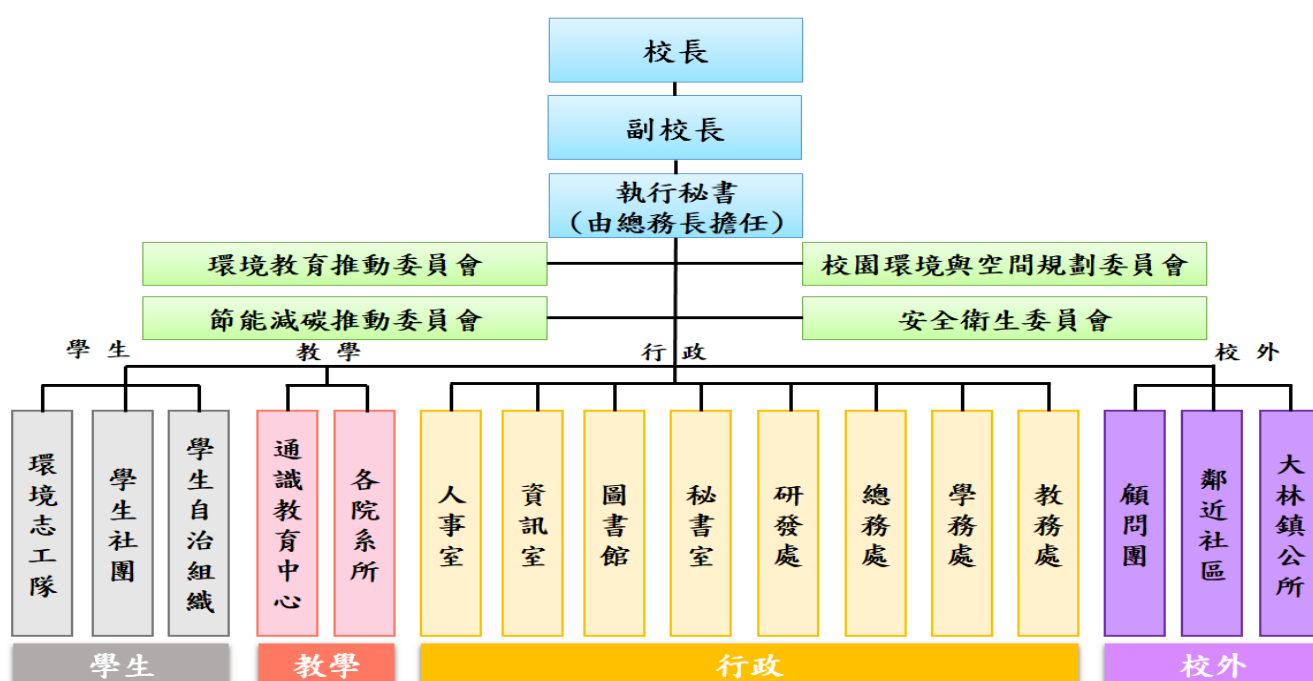 校長
副校長
執行秘書
（由總務長擔任）
環境教育推動委員會
校園環境與空間規劃委員會
節能減碳推動委員會
安全衛生委員會
學生
教學
行政
校外
環境志工隊
學生社團
學生自治組織
通識教育中心
各院系所
人事室
資訊室
圖書館
秘書室
研發處
總務處
學務處
教務處
顧問團
鄰近社區
大林鎮公所
學生
教學
行政
校外